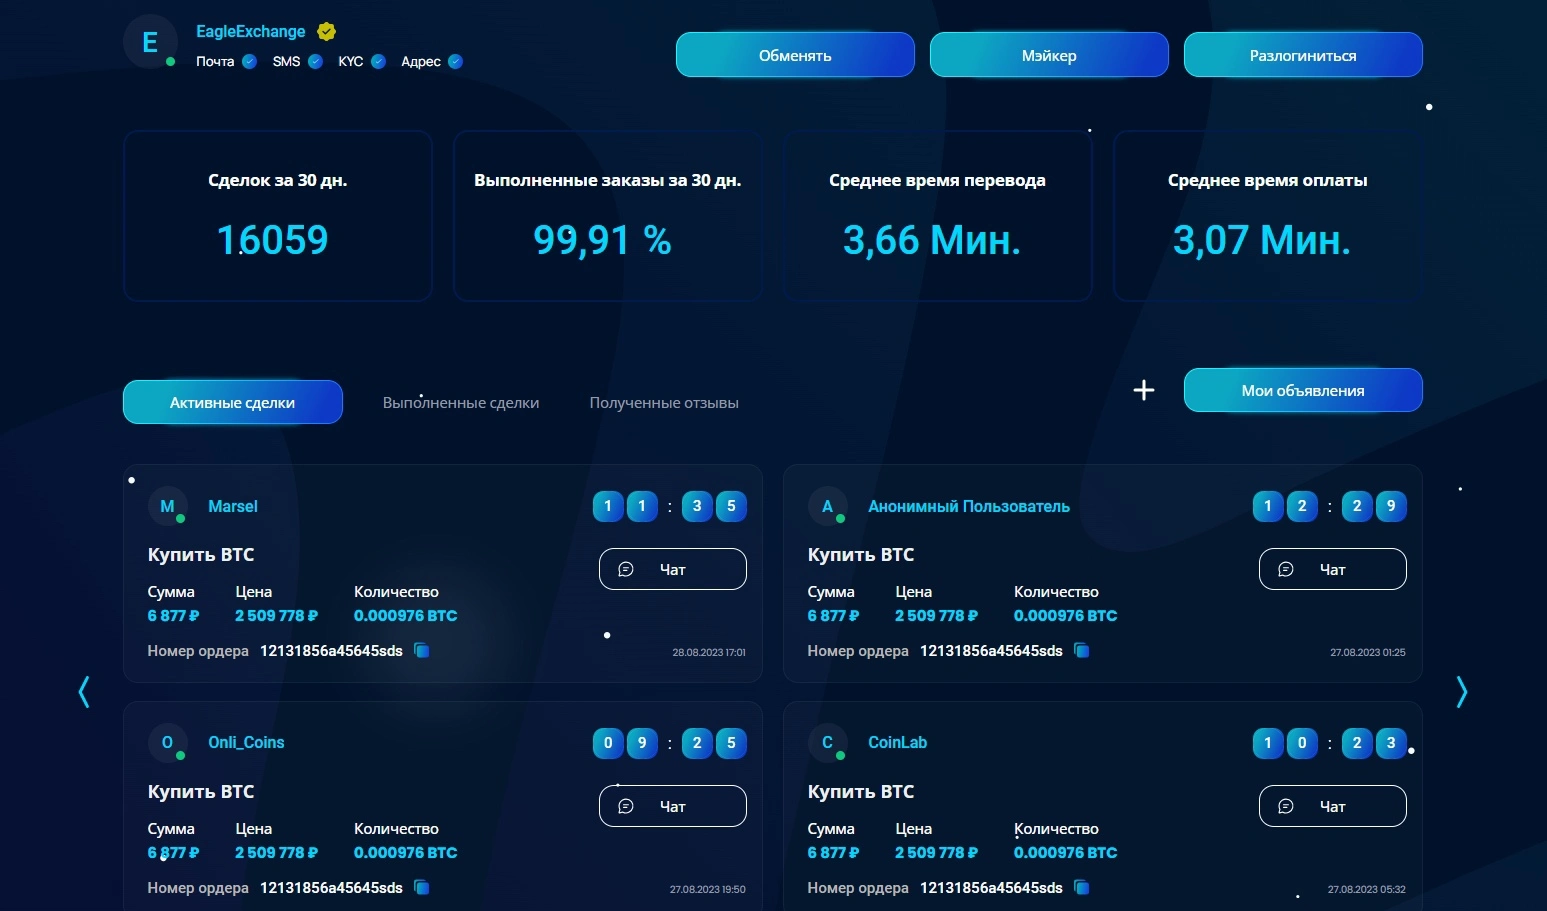 E
EagleExchange
Почта SMS KYC Адрес
Обменять Мэйкер Разлогиниться
Сделок за 30 дн. Выполненные заказы за 30 дн. Среднее время перевода Среднее время оплаты
16059 99,91 % 3,66 Мин. 3,07 Мин.
Активные сделки Выполненные сделки Полученные отзывы Мои объявления
M Marsel 1 1 : 3 5
Купить BTC
Чат
Сумма Цена Количество
6 877 ₽ 2 509 778 ₽ 0.000976 BTC
Номер ордера 12131856a45645sds 28.08.2023 17:01
A Анонимный Пользователь 1 2 : 2 9
Купить BTC
Чат
Сумма Цена Количество
6 877 ₽ 2 509 778 ₽ 0.000976 BTC
Номер ордера 12131856a45645sds 27.08.2023 01:25
O Onli_Coins 0 9 : 2 5
Купить BTC
Чат
Сумма Цена Количество
6 877 ₽ 2 509 778 ₽ 0.000976 BTC
Номер ордера 12131856a45645sds 27.08.2023 19:50
C CoinLab 1 0 : 2 3
Купить BTC
Чат
Сумма Цена Количество
6 877 ₽ 2 509 778 ₽ 0.000976 BTC
Номер ордера 12131856a45645sds 27.08.2023 05:32